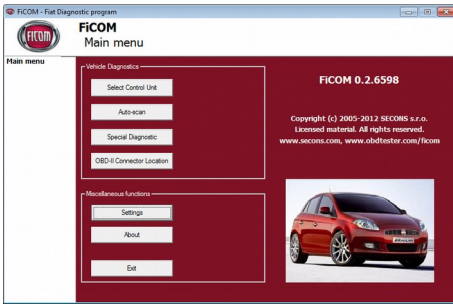 FiCOM - Fiat Diagnostic program
FiCOM
FiCOM
Main menu
Main menu
Vehicle Diagnostics
Select Control Unit
Auto-scan
Special Diagnostic
OBD-II Connector Location
Miscellaneous functions
Settings
About
Exit
FiCOM 0.2.6598
Copyright (c) 2005-2012 SECONS s.r.o.
Licensed material. All rights reserved.
www.secons.com, www.obdtester.com/ficom